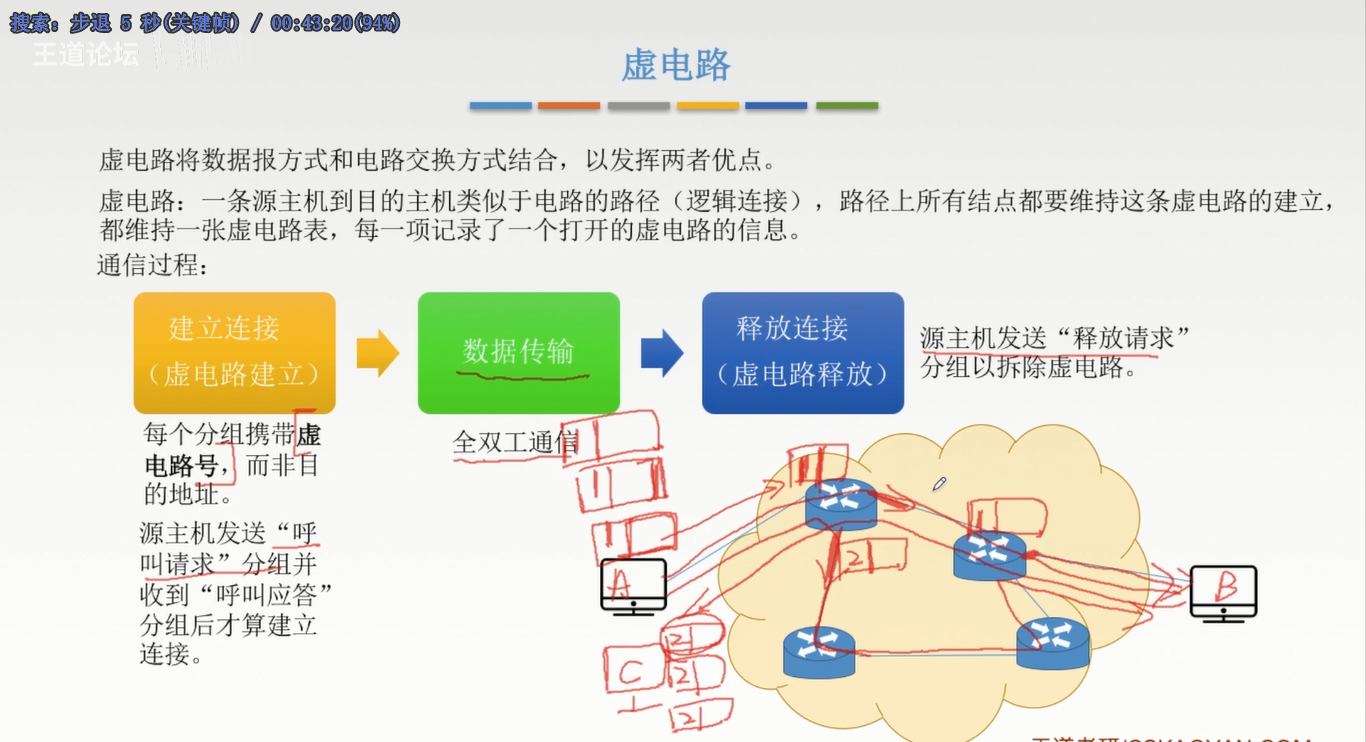 搜索: 步退 5 秒(关键帧) / 00:43:20(94%)
王道论坛
虚电路
虚电路将数据报方式和电路交换方式结合，以发挥两者优点。
虚电路：一条源主机到目的主机类似于电路的路径（逻辑连接），路径上所有结点都要维持这条虚电路的建立，
都维持一张虚电路表，每一项记录了一个打开的虚电路的信息。
通信过程：
建立连接
（虚电路建立）
数据传输
释放连接
（虚电路释放）
源主机发送“释放请求”
分组以拆除虚电路。
每个分组携带虚
电路号，而非目
的地址。
源主机发送“呼
叫请求”分组并
收到“呼叫应答”
分组后才算建立
连接。
全双工通信
1
1
1
1
1
2
A
B
C
2
2
2